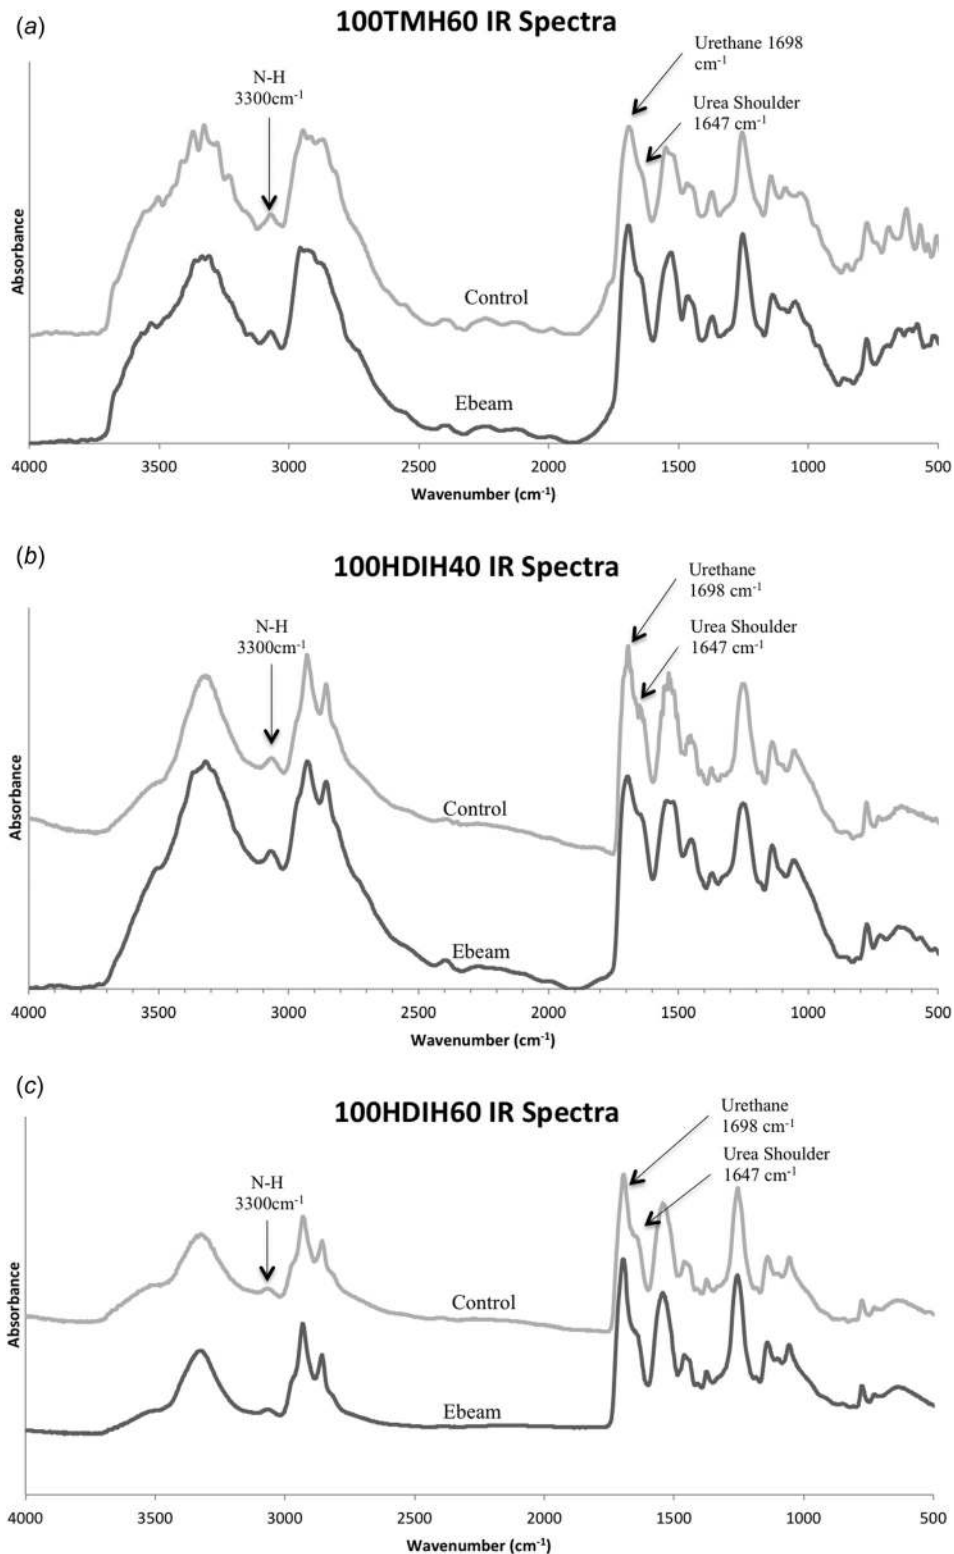 (a)
100TMH60 IR Spectra
Urethane 1698
cm-1
N-H
3300cm-1
Urea Shoulder
1647 cm-1
Absorbance
Control
Ebeam
4000 3500 3000 2500 2000 1500 1000 500
Wavenumber (cm-1)
(b)
100HDIH40 IR Spectra
Urethane
1698 cm-1
N-H
3300cm-1
Urea Shoulder
1647 cm-1
Absorbance
Control
Ebeam
4000 3500 3000 2500 2000 1500 1000 500
Wavenumber (cm-1)
(c)
100HDIH60 IR Spectra
Urethane
1698 cm-1
Urea Shoulder
1647 cm-1
N-H
3300cm-1
Absorbance
Control
Ebeam
4000 3500 3000 2500 2000 1500 1000 500
Wavenumber (cm-1)